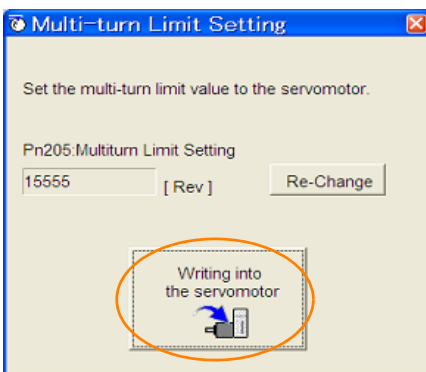 Multi-turn Limit Setting
Set the multi-turn limit value to the servomotor.
Pn205:Multiturn Limit Setting
15555 [ Rev ] Re-Change
Writing into
the servomotor